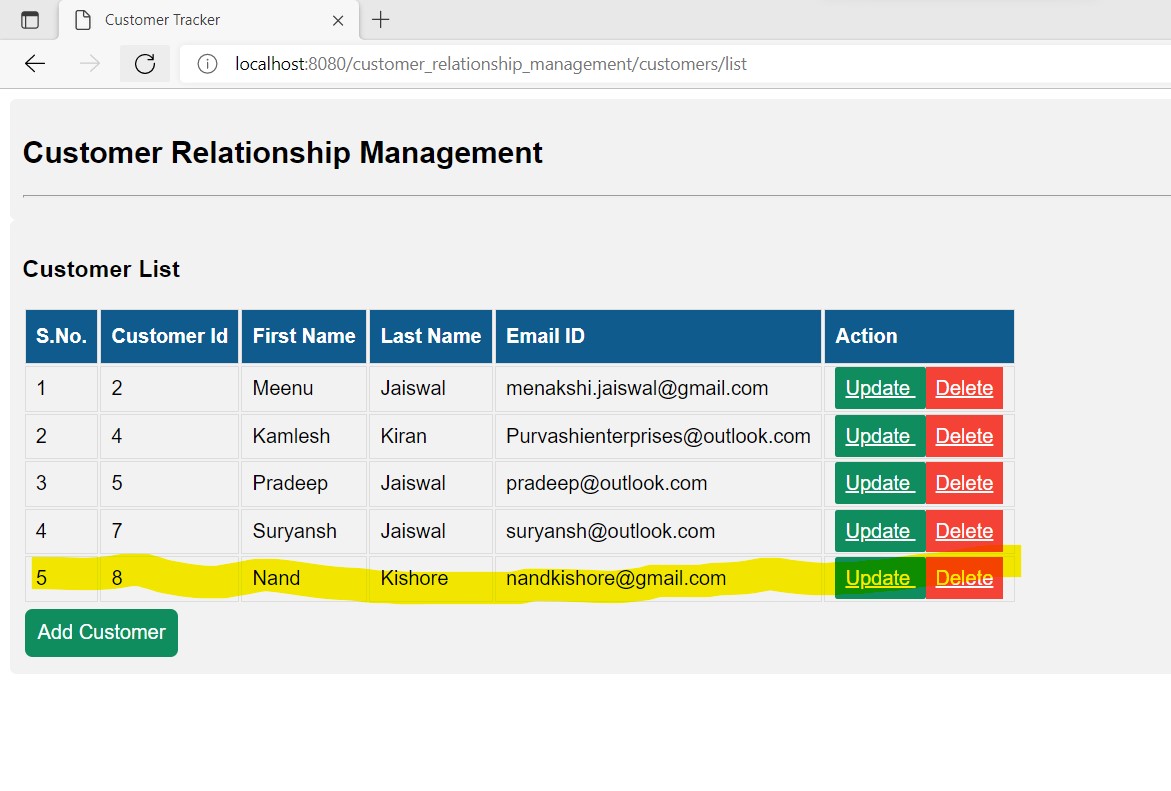 Customer Tracker
localhost:8080/customer_relationship_management/customers/list
Customer Relationship Management
Customer List
S.No. Customer Id First Name Last Name Email ID Action
1 2 Meenu Jaiswal menakshi.jaiswal@gmail.com Update Delete
2 4 Kamlesh Kiran Purvashienterprises@outlook.com Update Delete
3 5 Pradeep Jaiswal pradeep@outlook.com Update Delete
4 7 Suryansh Jaiswal suryansh@outlook.com Update Delete
5 8 Nand Kishore nandkishore@gmail.com Update Delete
Add Customer